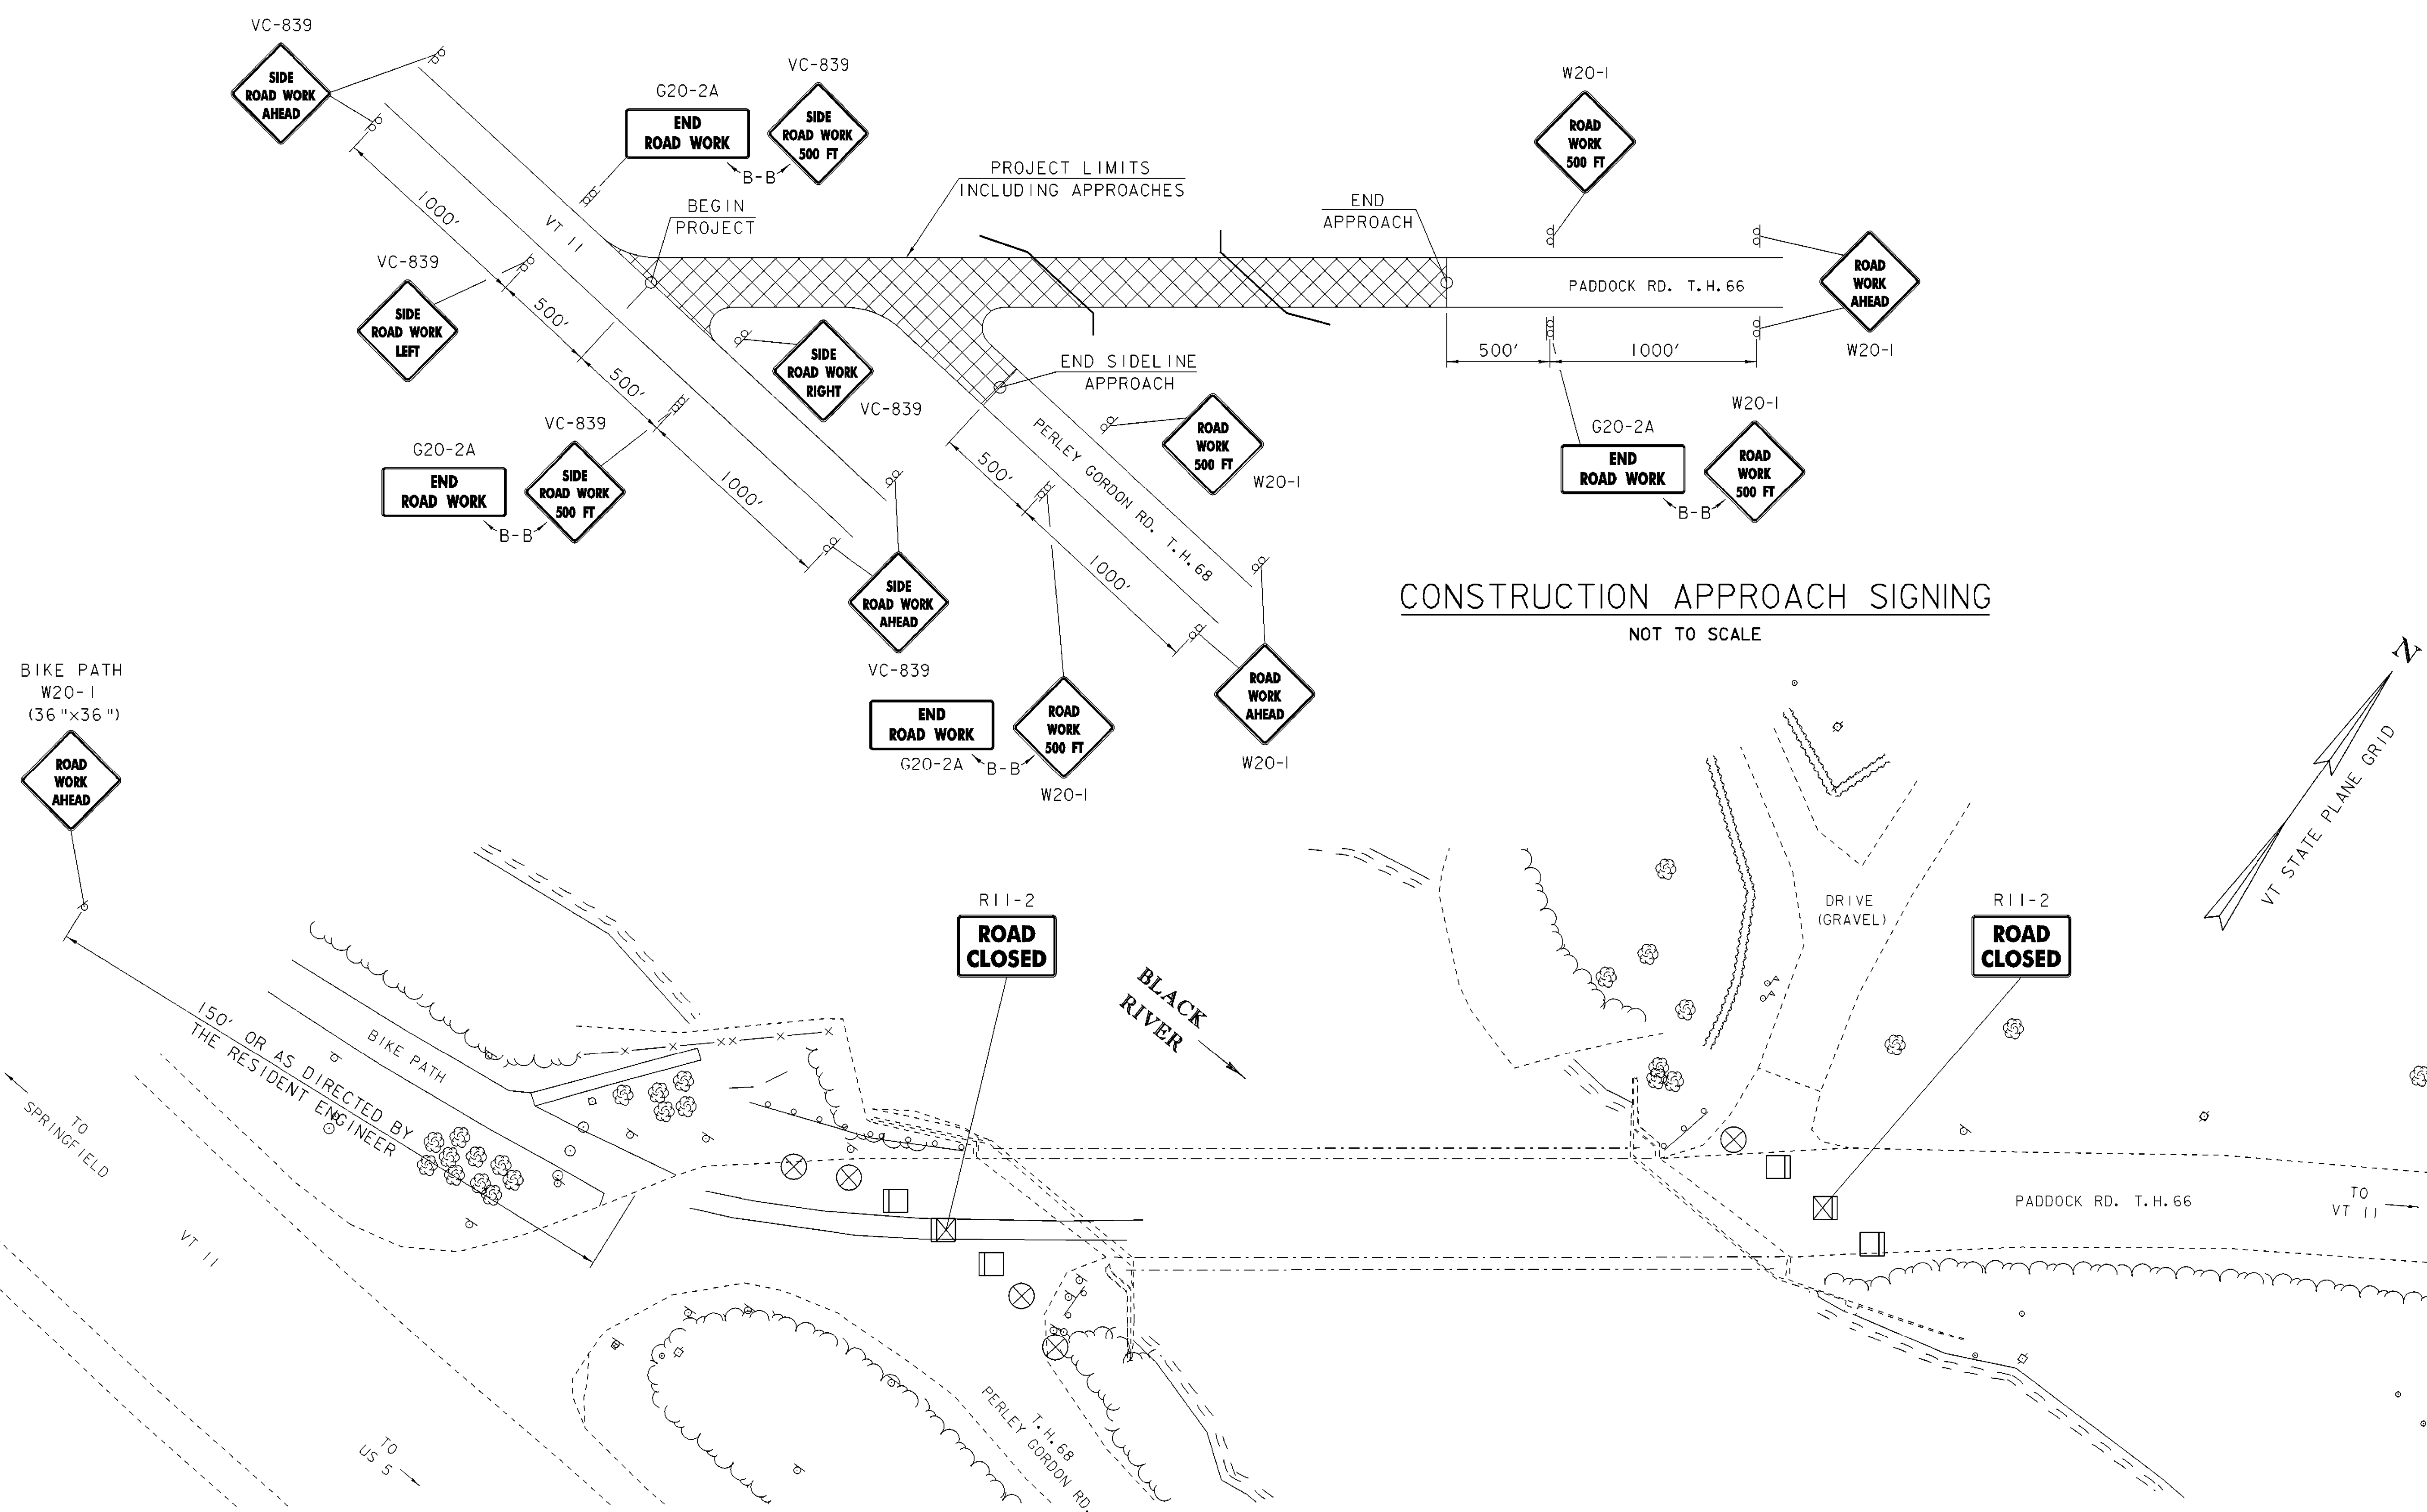 VC-839
SIDE
ROAD WORK
AHEAD
G20-2A
END
ROAD WORK
VC-839
SIDE
ROAD WORK
500 FT
B-B
W20-1
ROAD
WORK
500 FT
1000'
VT 11
BEGIN
PROJECT
PROJECT LIMITS
INCLUDING APPROACHES
END
APPROACH
VC-839
SIDE
ROAD WORK
LEFT
500'
500'
SIDE
ROAD WORK
RIGHT
VC-839
END SIDELINE
APPROACH
PADDOCK RD. T.H.66
ROAD
WORK
AHEAD
W20-1
500'
1000'
G20-2A
END
ROAD WORK
VC-839
SIDE
ROAD WORK
500 FT
B-B
1000'
SIDE
ROAD WORK
AHEAD
VC-839
PERLEY GORDON RD. T.H.68
500'
1000'
ROAD
WORK
500 FT
W20-1
G20-2A
END
ROAD WORK
W20-1
ROAD
WORK
500 FT
B-B
END
ROAD WORK
G20-2A
B-B
ROAD
WORK
500 FT
W20-1
ROAD
WORK
AHEAD
W20-1
CONSTRUCTION APPROACH SIGNING
NOT TO SCALE
BIKE PATH
W20-1
(36"x36")
ROAD
WORK
AHEAD
N
VT STATE PLANE GRID
R11-2
ROAD
CLOSED
BLACK
RIVER
DRIVE
(GRAVEL)
R11-2
ROAD
CLOSED
150' OR AS DIRECTED BY
THE RESIDENT ENGINEER
BIKE PATH
TO
SPRINGFIELD
VT 11
PADDOCK RD. T.H.66
TO
VT 11
TO
US 5
T.H.68
PERLEY GORDON RD.